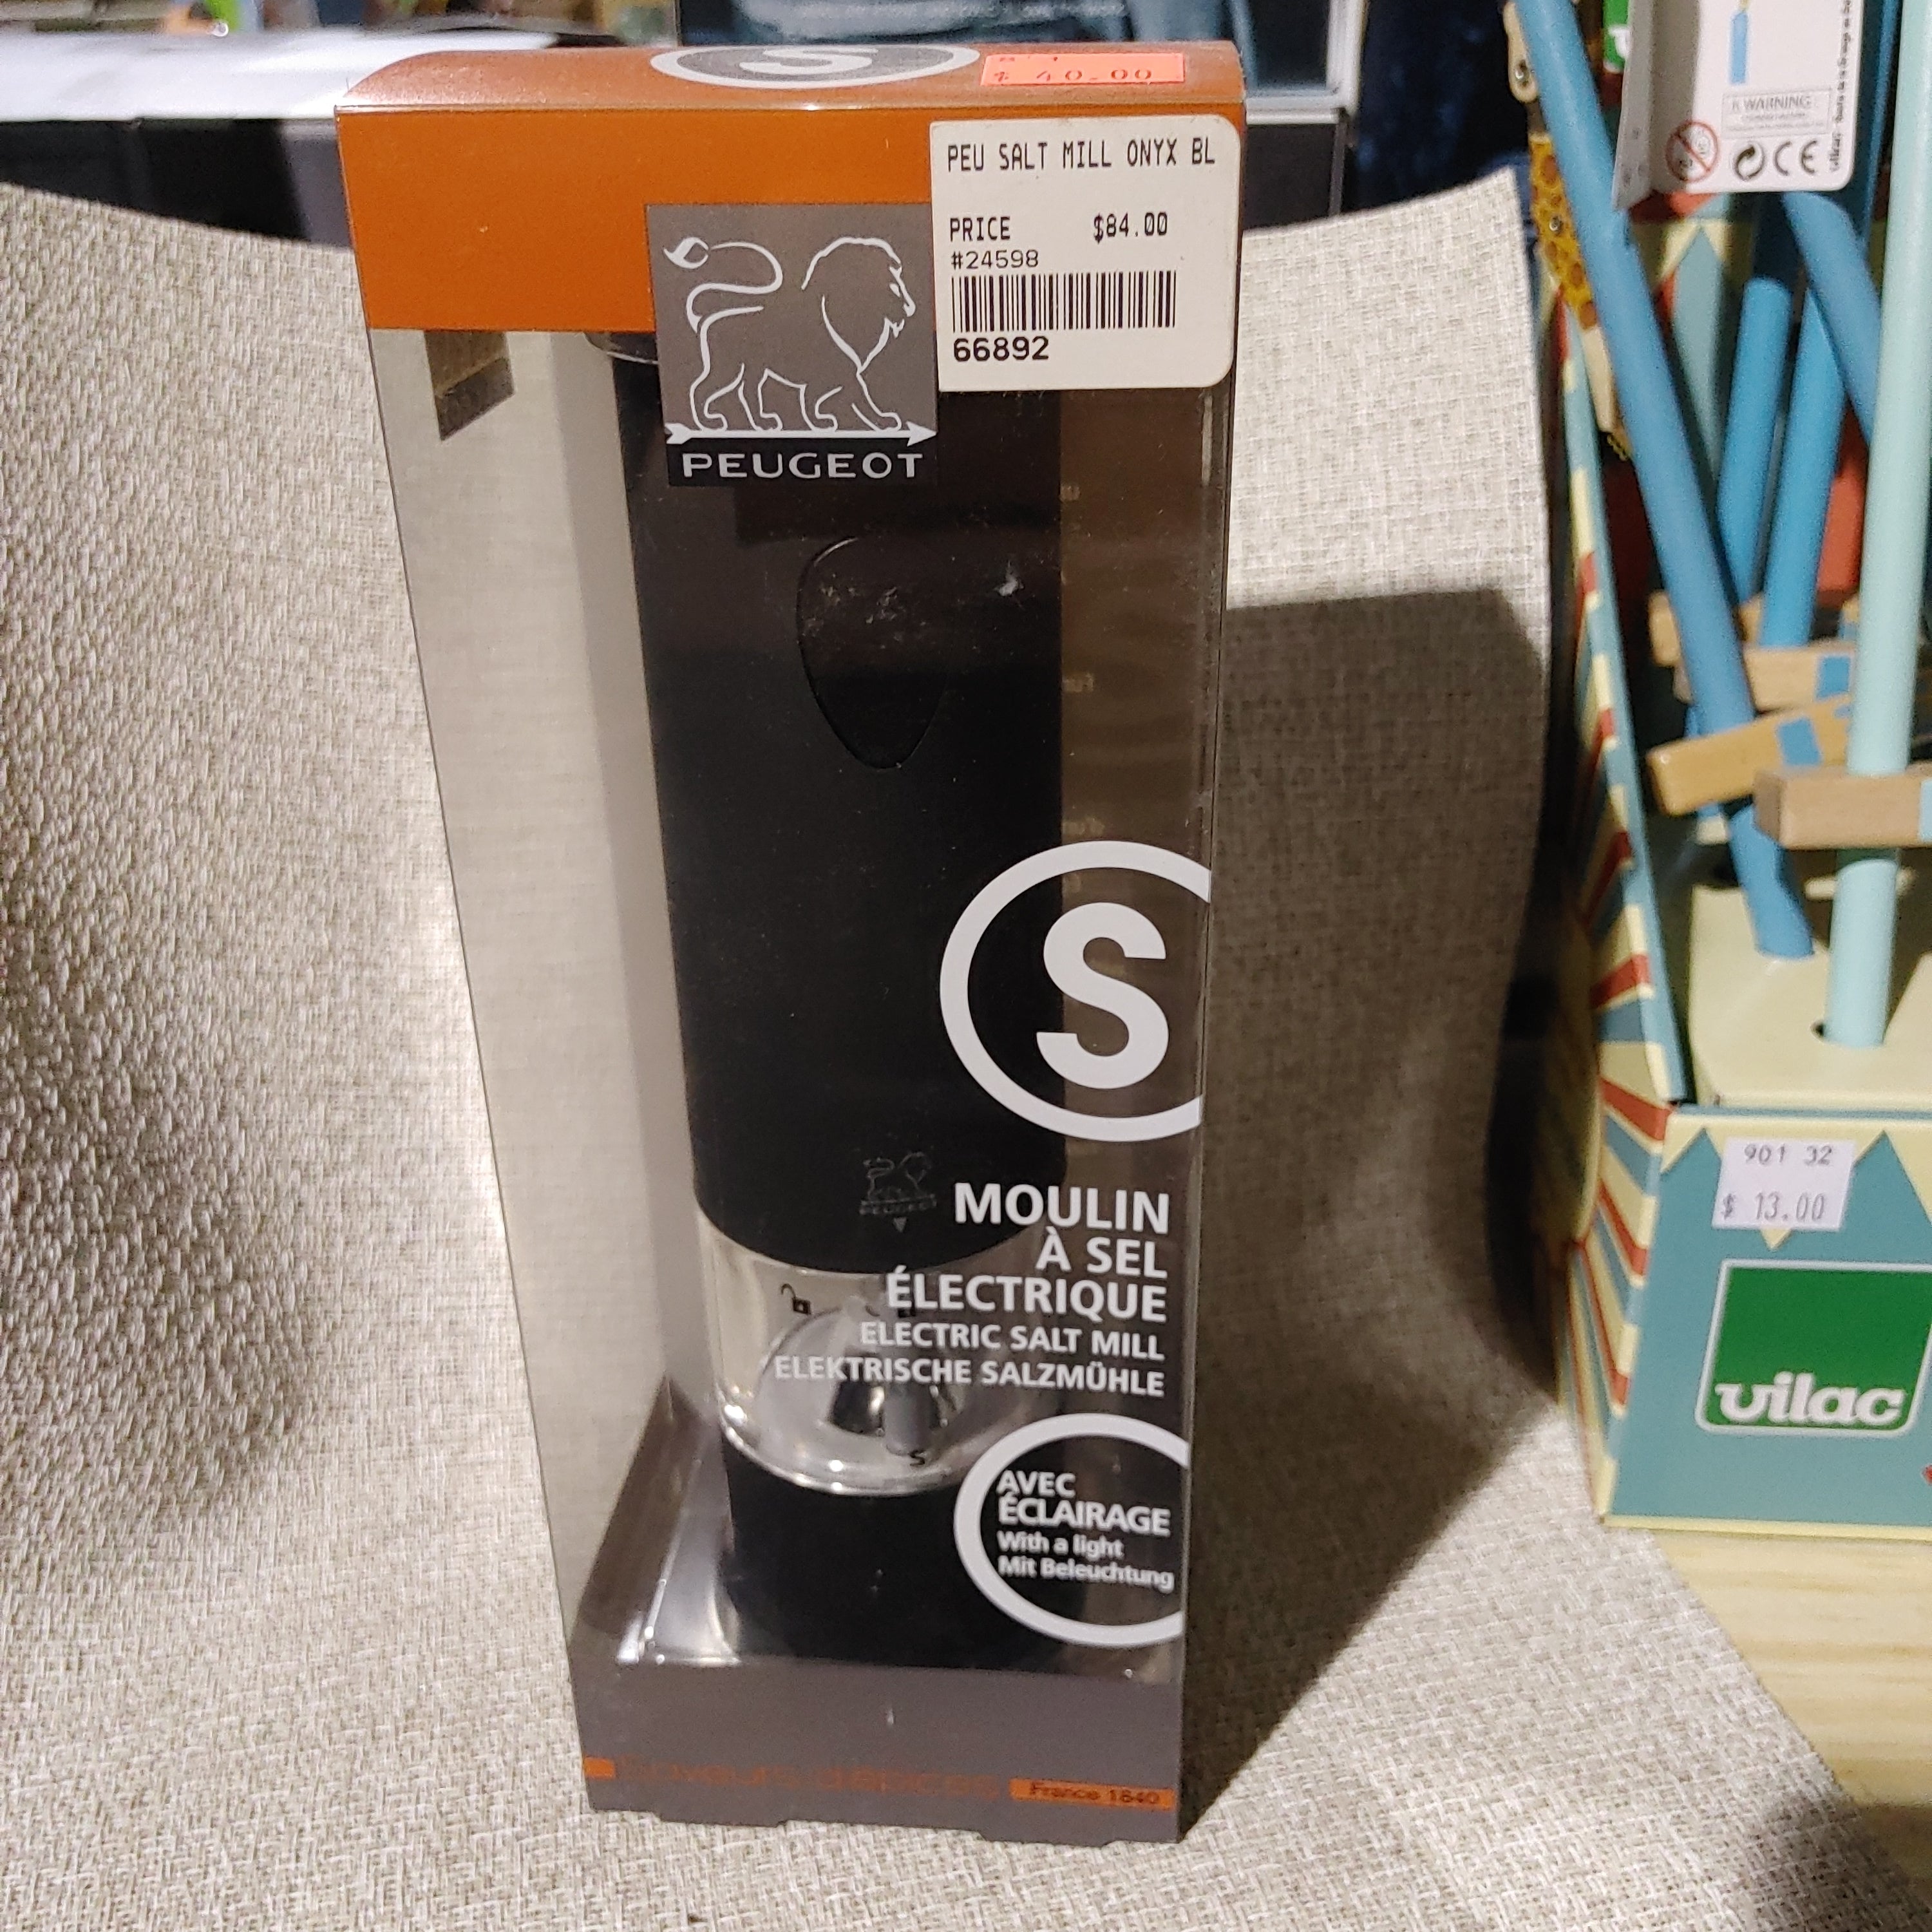 S
$ 40.00
PEU SALT MILL ONYX BL
PRICE $84.00
#24598
66892
PEUGEOT
S
PEUGEOT
MOULIN
À SEL
ÉLECTRIQUE
ELECTRIC SALT MILL
ELEKTRISCHE SALZMÜHLE
S
AVEC
ÉCLAIRAGE
With a light
Mit Beleuchtung
France 1840
WARNING
CE
901 32
$ 13.00
vilac